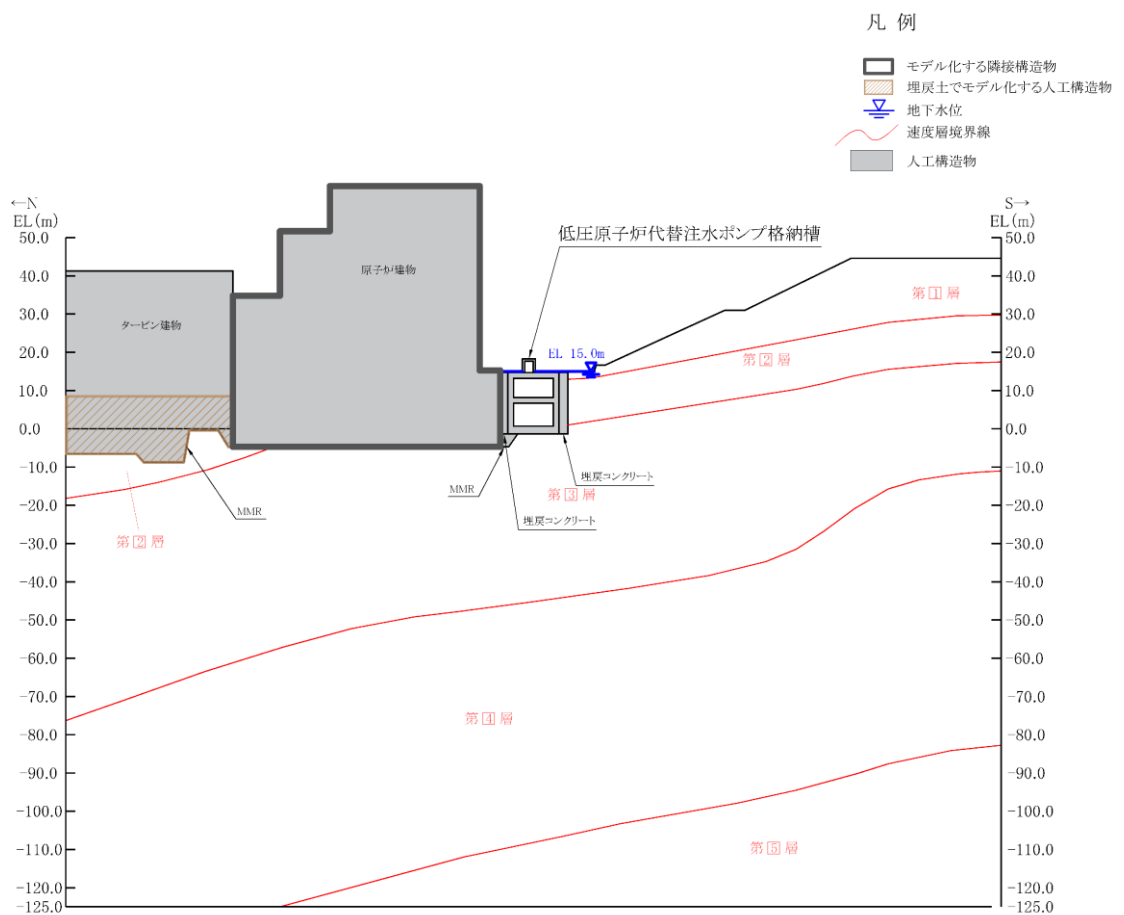 凡 例
モデル化する隣接構造物
埋戻土でモデル化する人工構造物
地下水位
速度層境界線
人工構造物
←N
EL(m)
S→
EL(m)
50.0
40.0
30.0
20.0
10.0
0.0
-10.0
-20.0
-30.0
-40.0
-50.0
-60.0
-70.0
-80.0
-90.0
-100.0
-110.0
-120.0
-125.0
低圧原子炉代替注水ポンプ格納槽
原子炉建物
タービン建物
EL 15.0m
第1層
第2層
第3層
埋戻コンクリート
MMR
埋戻コンクリート
MMR
第2層
第4層
第5層
50.0
40.0
30.0
20.0
10.0
0.0
-10.0
-20.0
-30.0
-40.0
-50.0
-60.0
-70.0
-80.0
-90.0
-100.0
-110.0
-120.0
-125.0